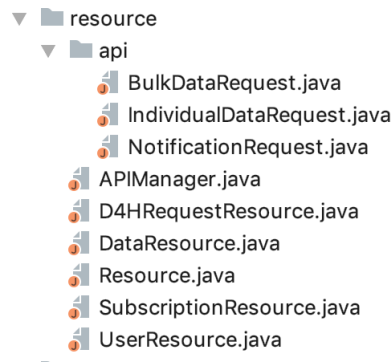 resource
api
BulkDataRequest.java
IndividualDataRequest.java
NotificationRequest.java
APIManager.java
D4HRequestResource.java
DataResource.java
Resource.java
SubscriptionResource.java
UserResource.java